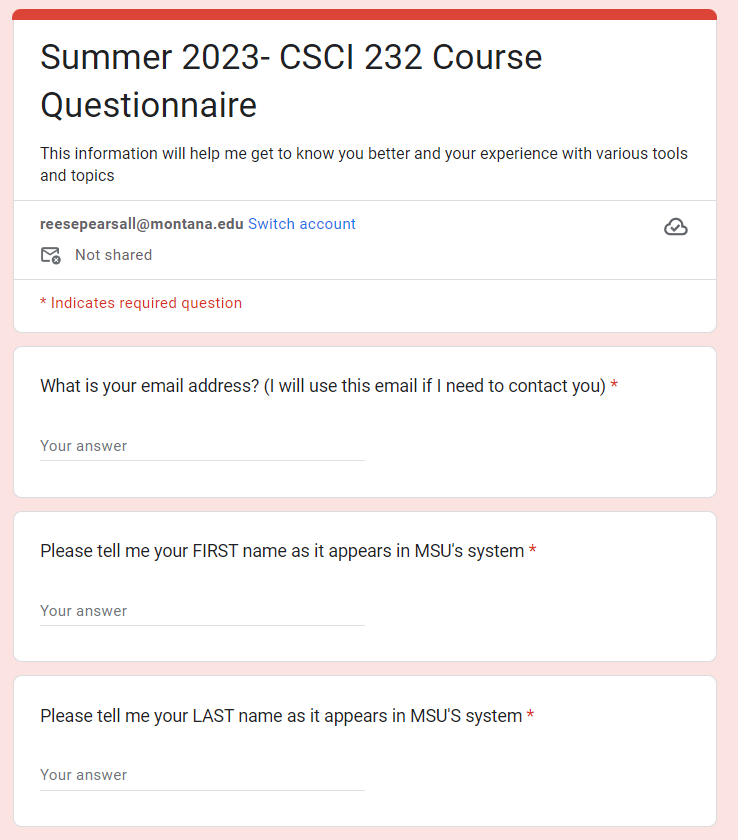 Summer 2023- CSCI 232 Course
Questionnaire
This information will help me get to know you better and your experience with various tools
and topics
reesepearsall@montana.edu Switch account
Not shared
* Indicates required question
What is your email address? (I will use this email if I need to contact you) *
Your answer
Please tell me your FIRST name as it appears in MSU's system *
Your answer
Please tell me your LAST name as it appears in MSU'S system *
Your answer